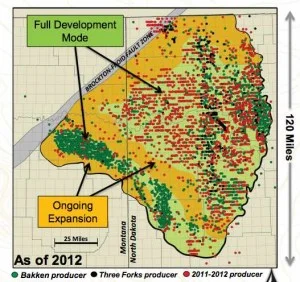 Full Development
Mode
BROCKTON-FROID FAULT ZONE
120 Miles
Ongoing
Expansion
25 Miles
Montana
North Dakota
As of 2012
Bakken producer Three Forks producer 2011-2012 producer